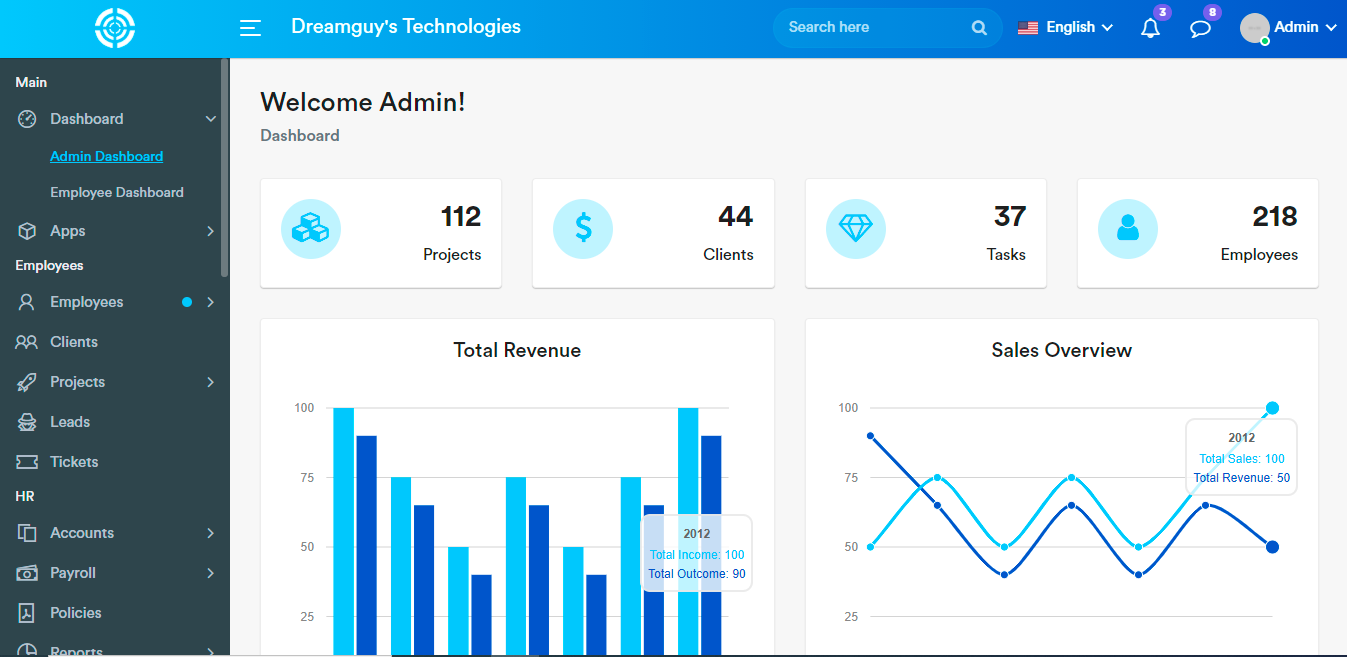 Dreamguy's Technologies
Search here
English
3
8
Admin
Main
Dashboard
Admin Dashboard
Employee Dashboard
Apps
Employees
Employees
Clients
Projects
Leads
Tickets
HR
Accounts
Payroll
Policies
Reports
Welcome Admin!
Dashboard
112
Projects
44
Clients
37
Tasks
218
Employees
Total Revenue
100
75
50
25
2012
Total Income: 100
Total Outcome: 90
Sales Overview
100
75
50
25
2012
Total Sales: 100
Total Revenue: 50